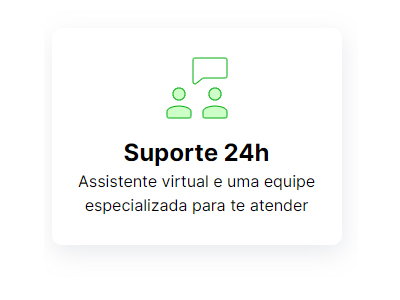 Suporte 24h
Assistente virtual e uma equipe
especializada para te atender